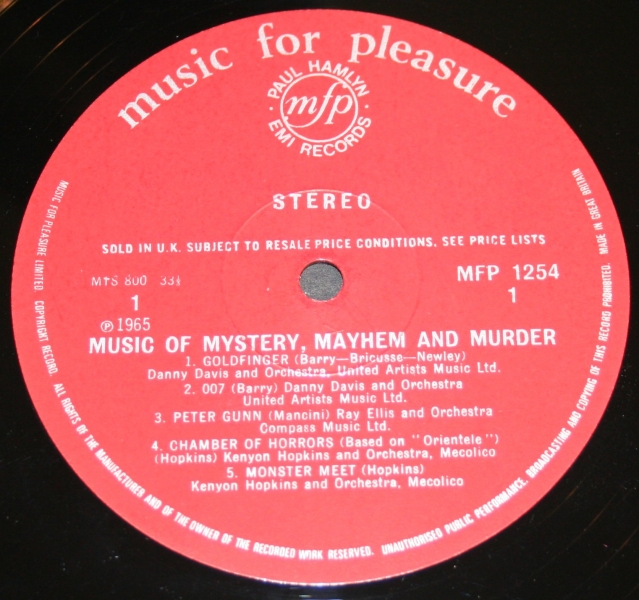 music for pleasure
· PAUL HAMLYN ·
mfp
EMI RECORDS
STEREO
SOLD IN U.K. SUBJECT TO RESALE PRICE CONDITIONS, SEE PRICE LISTS
MTS 800 33⅓
MFP 1254
1
1
Ⓟ 1965
MUSIC OF MYSTERY, MAYHEM AND MURDER
1. GOLDFINGER (Barry—Bricusse—Newley)
Danny Davis and Orchestra, United Artists Music Ltd.
2. 007 (Barry) Danny Davis and Orchestra
United Artists Music Ltd.
3. PETER GUNN (Mancini) Ray Ellis and Orchestra
Compass Music Ltd.
4. CHAMBER OF HORRORS (Based on "Orientele")
(Hopkins) Kenyon Hopkins and Orchestra, Mecolico
5. MONSTER MEET (Hopkins)
Kenyon Hopkins and Orchestra, Mecolico
MUSIC FOR PLEASURE LIMITED COPYRIGHT RECORD. ALL RIGHTS OF THE MANUFACTURER AND OF THE OWNER OF THE RECORDED WORK RESERVED. UNAUTHORISED PUBLIC PERFORMANCE, BROADCASTING AND COPYING OF THIS RECORD PROHIBITED. MADE IN GREAT BRITAIN